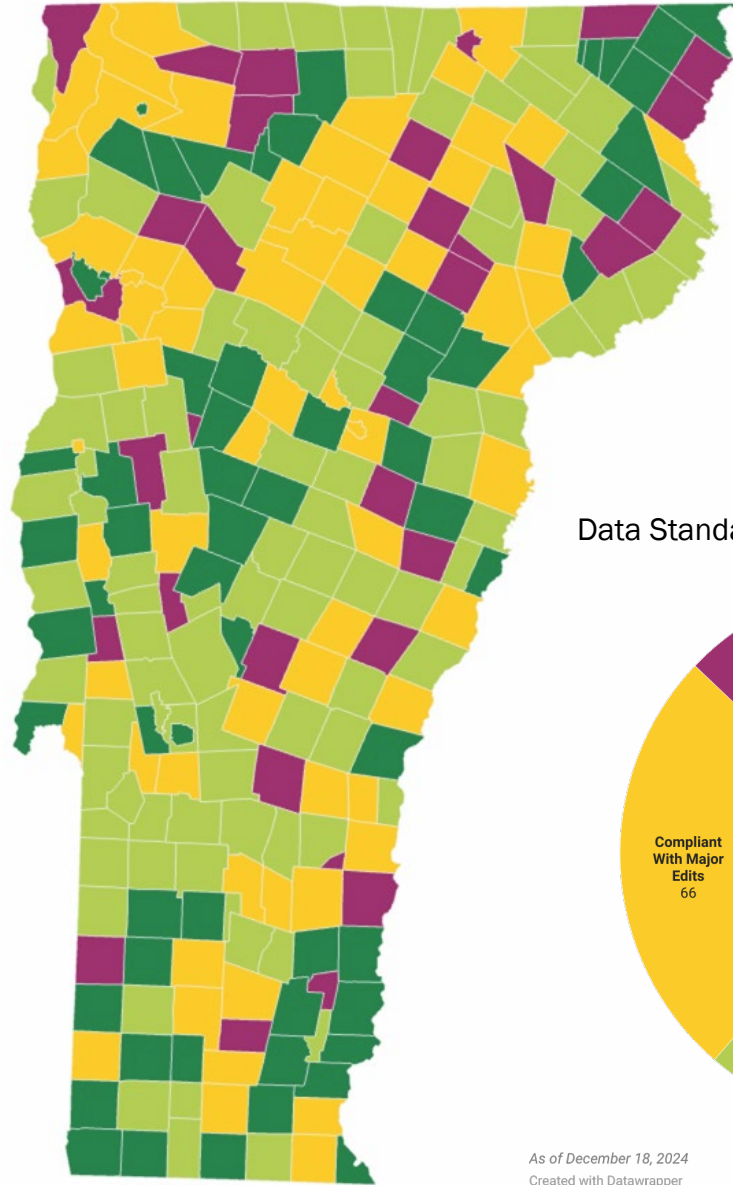 Data Standa
Compliant
With Major
Edits
66
As of December 18, 2024
Created with Datawrapper